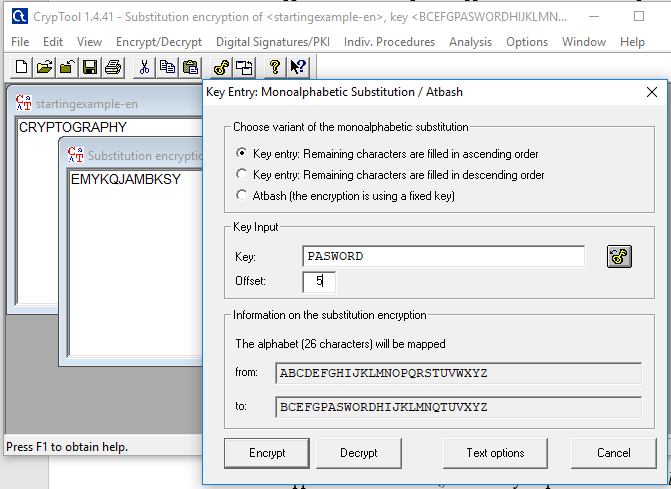 CrypTool 1.4.41 - Substitution encryption of <startingexample-en>, key <BCEFGPASWORDHIJKLMN...
File Edit View Encrypt/Decrypt Digital Signatures/PKI Indiv. Procedures Analysis Options Window Help
startingexample-en
CRYPTOGRAPHY
Substitution encryptio
EMYKQJAMBKSY
Key Entry: Monoalphabetic Substitution / Atbash
Choose variant of the monoalphabetic substitution
Key entry: Remaining characters are filled in ascending order
Key entry: Remaining characters are filled in descending order
Atbash (the encryption is using a fixed key)
Key Input
Key: PASWORD
Offset: 5
Information on the substitution encryption
The alphabet (26 characters) will be mapped
from: ABCDEFGHIJKLMNOPQRSTUVWXYZ
to: BCEFGPASWORDHIJKLMNQTUVXYZ
Encrypt Decrypt Text options Cancel
Press F1 to obtain help.